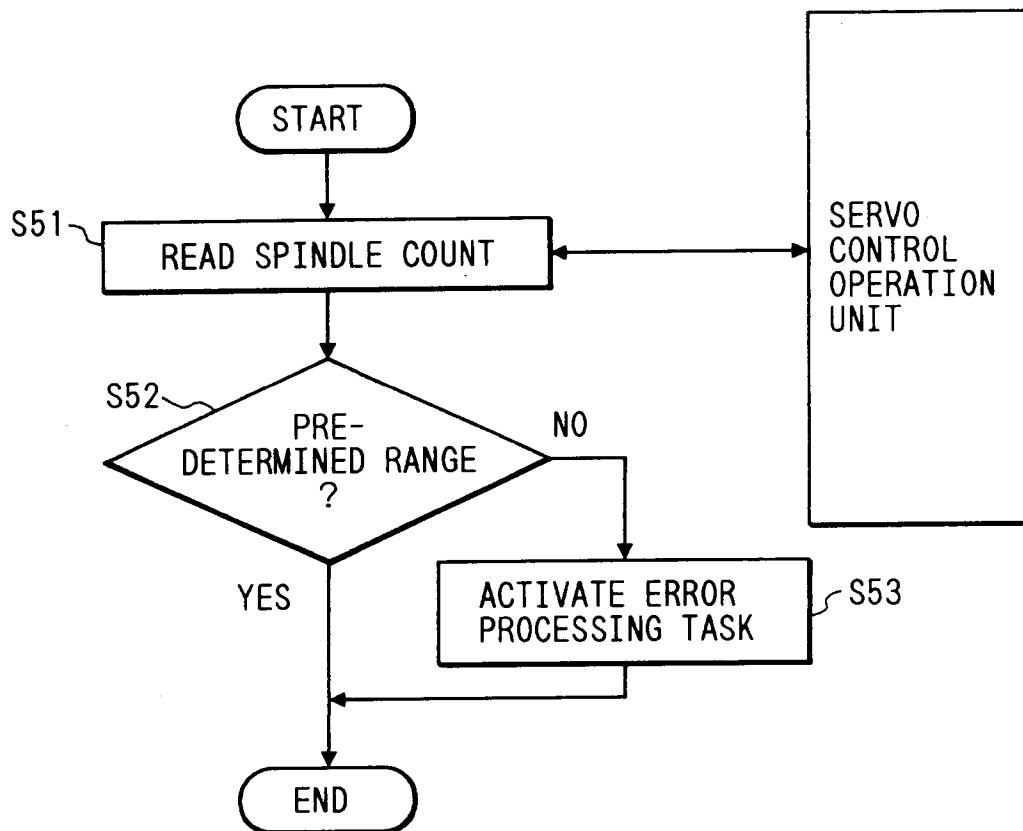 START
S51
READ SPINDLE COUNT
SERVO
CONTROL
OPERATION
UNIT
S52
PRE-
DETERMINED RANGE
?
NO
YES
ACTIVATE ERROR
PROCESSING TASK
S53
END